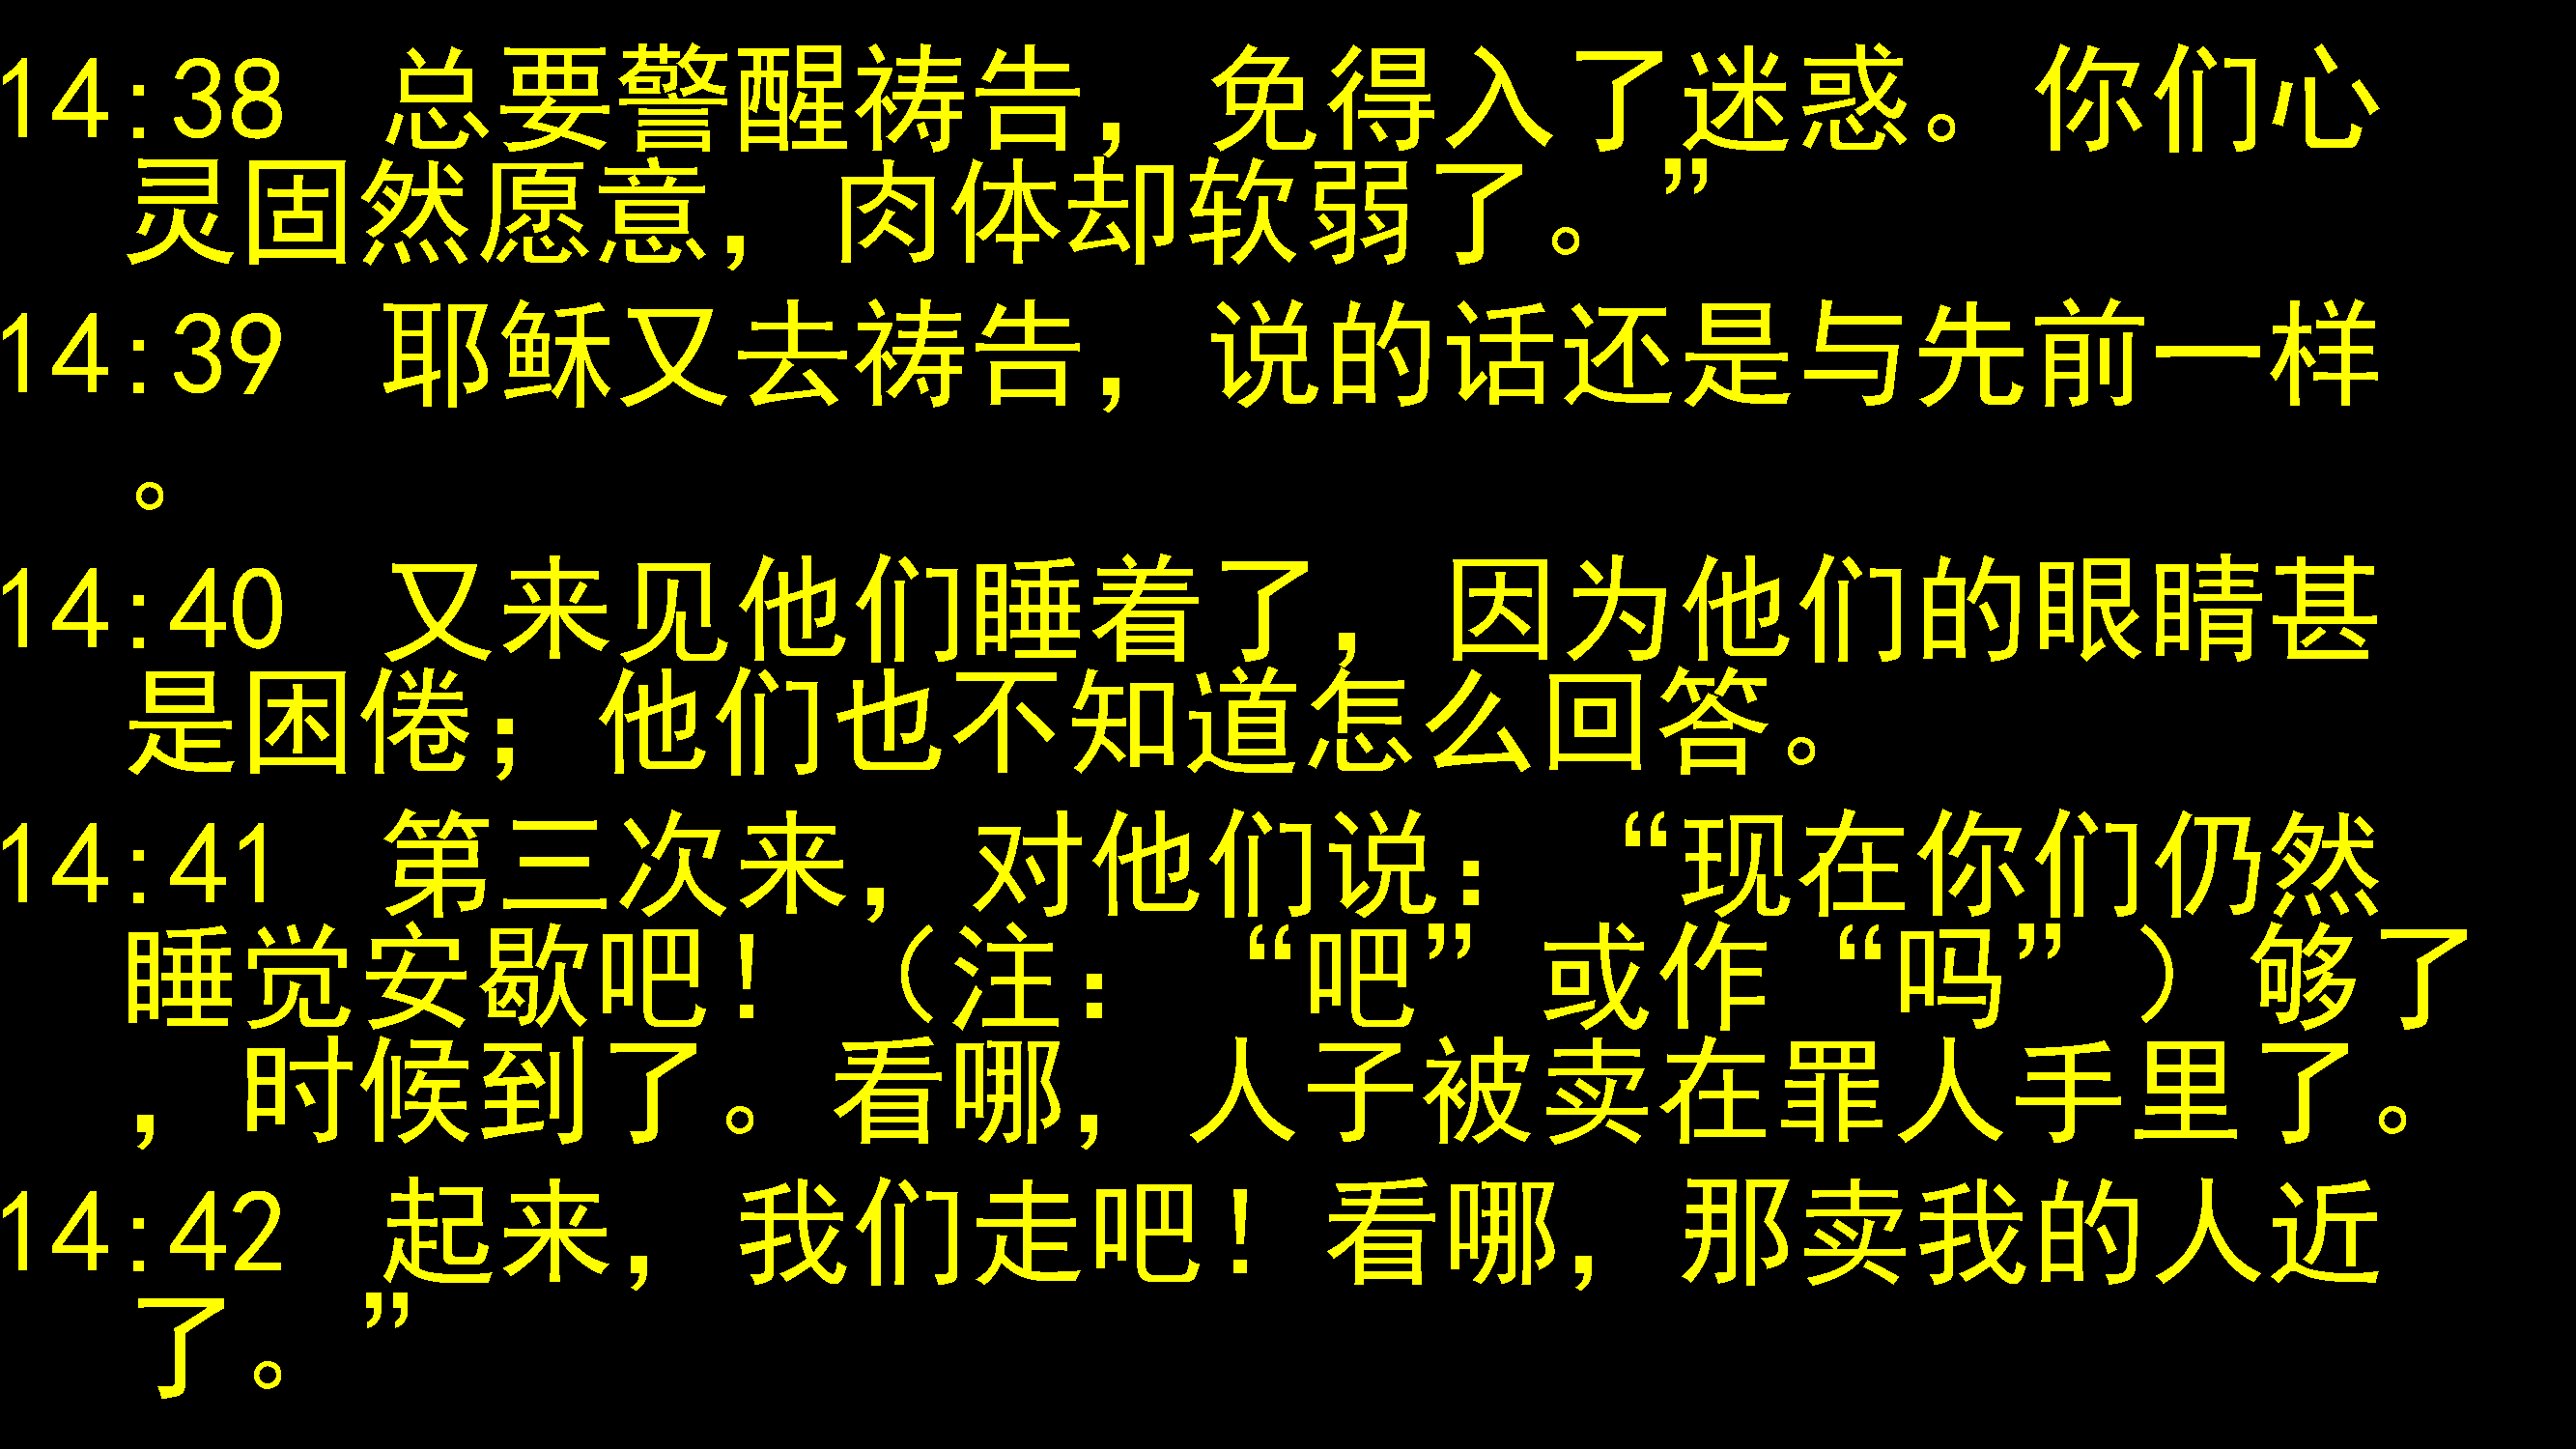 14:38 总要警醒祷告，免得入了迷惑。你们心
灵固然愿意，肉体却软弱了。”
14:39 耶稣又去祷告，说的话还是与先前一样
。
14:40 又来见他们睡着了，因为他们的眼睛甚
是困倦；他们也不知道怎么回答。
14:41 第三次来，对他们说：“现在你们仍然
睡觉安歇吧！（注：“吧”或作“吗”）够了
，时候到了。看哪，人子被卖在罪人手里了。
14:42 起来，我们走吧！看哪，那卖我的人近
了。”